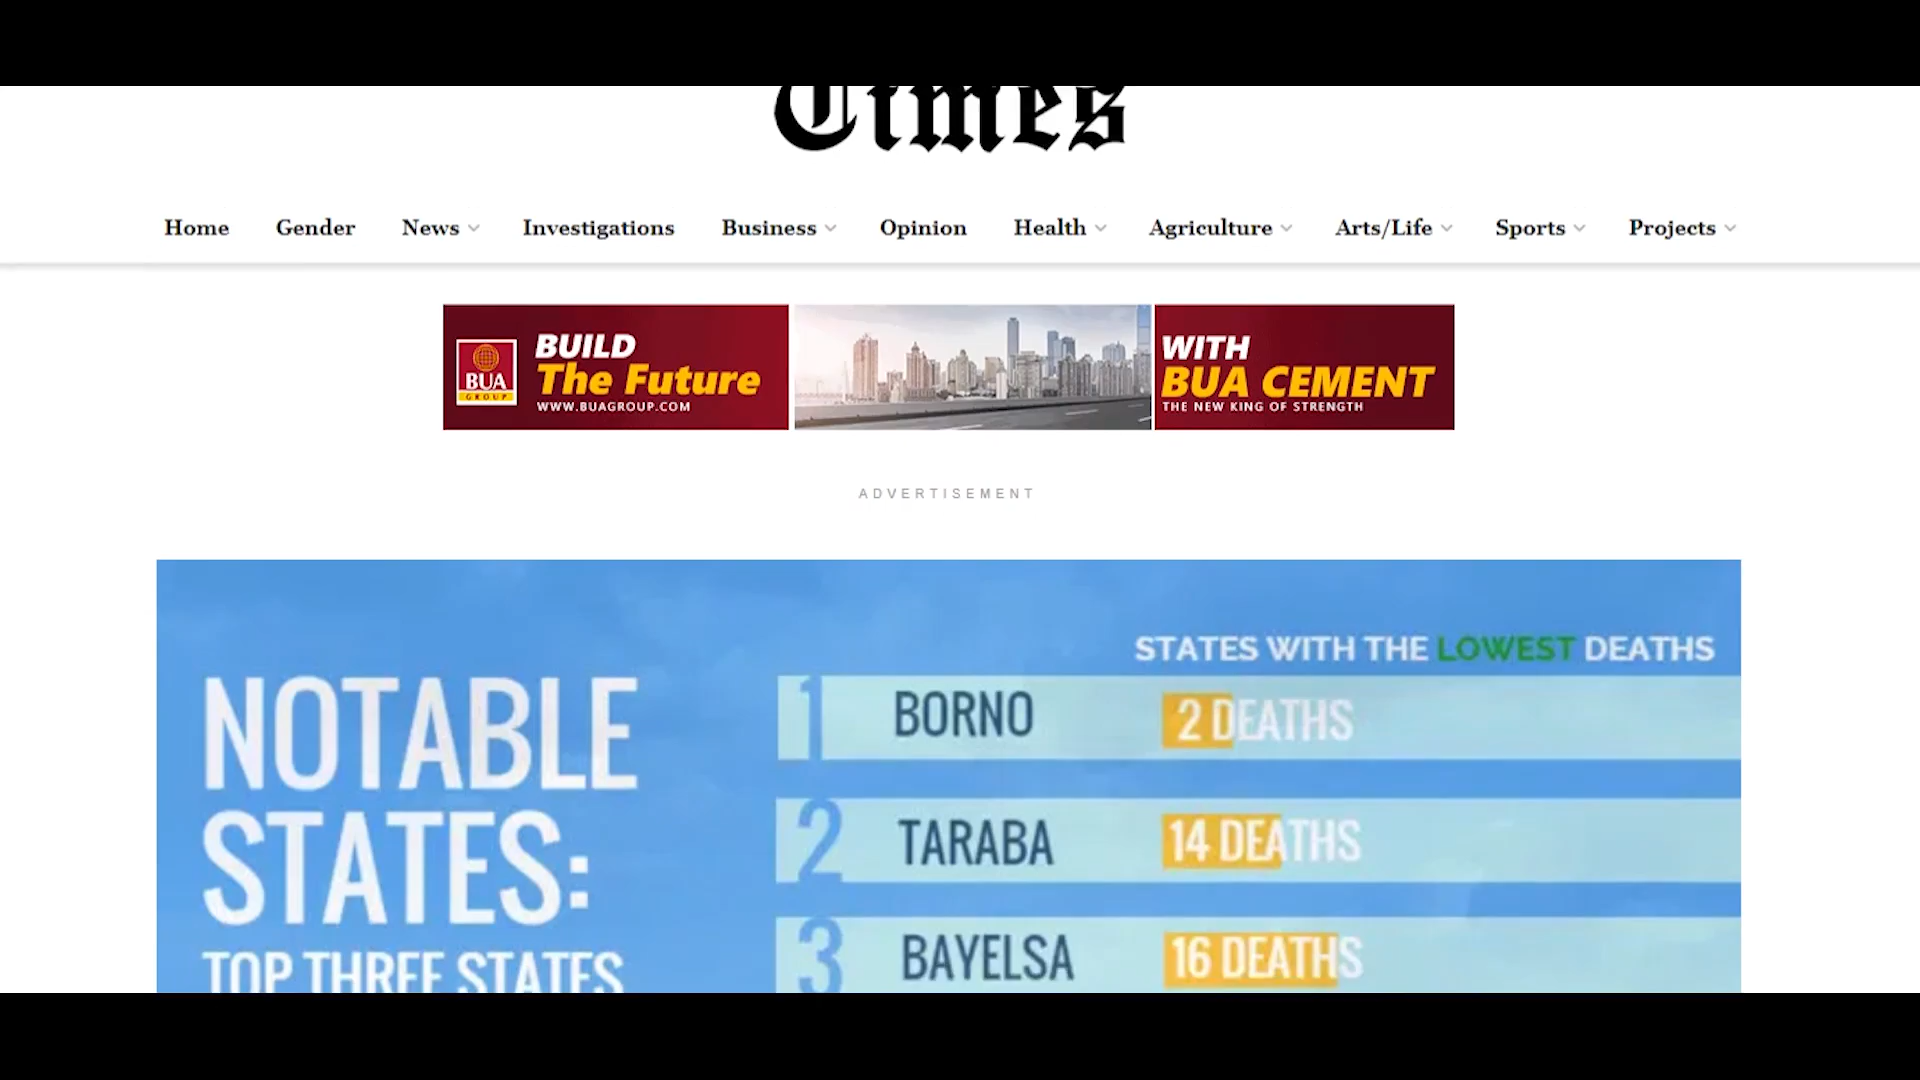 Times
Home Gender News Investigations Business Opinion Health Agriculture Arts/Life Sports Projects
BUA
GROUP
BUILD
The Future
WWW.BUAGROUP.COM
WITH
BUA CEMENT
THE NEW KING OF STRENGTH
ADVERTISEMENT
NOTABLE
STATES:
TOP THREE STATES
STATES WITH THE LOWEST DEATHS
1 BORNO 2 DEATHS
2 TARABA 14 DEATHS
3 BAYELSA 16 DEATHS